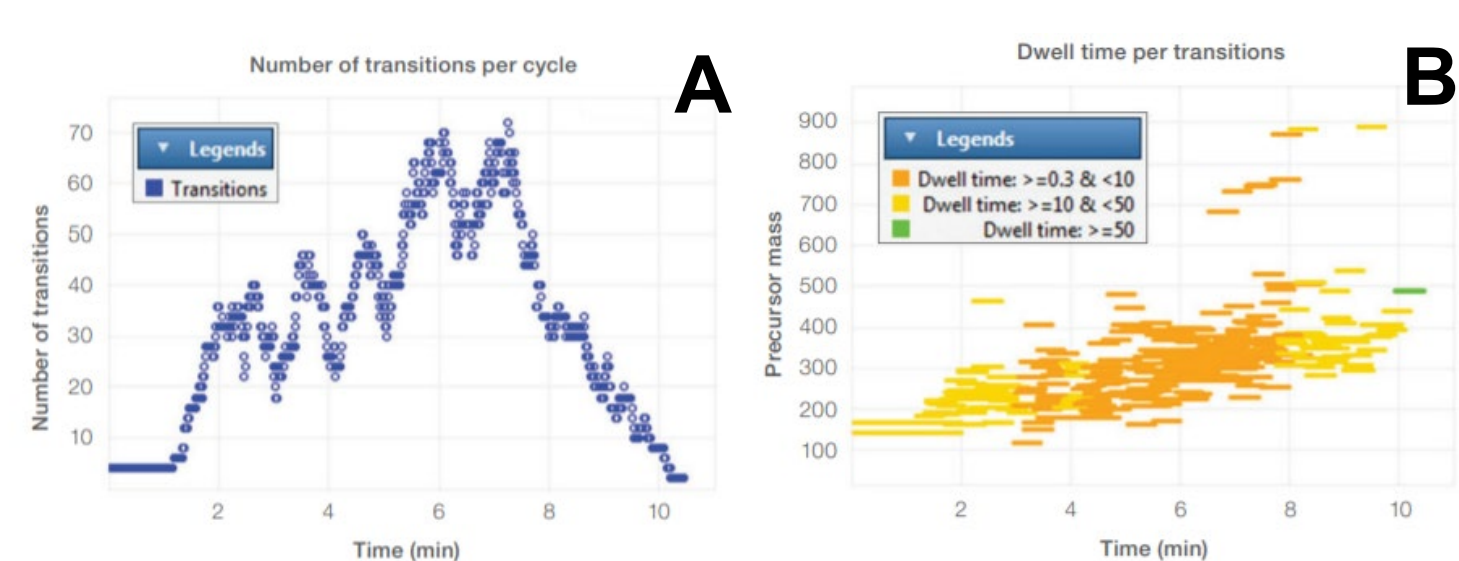 Number of transitions per cycle
A
Number of transitions
70
60
50
40
30
20
10
Legends
Transitions
2
4
6
8
10
Time (min)
Dwell time per transitions
B
Precursor mass
900
800
700
600
500
400
300
200
100
Legends
Dwell time: >=0.3 & <10
Dwell time: >=10 & <50
Dwell time: >=50
2
4
6
8
10
Time (min)